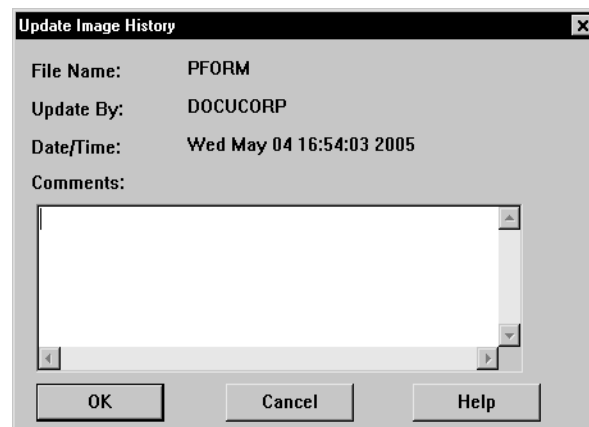 Update Image History
File Name: PFORM
Update By: DOCUCORP
Date/Time: Wed May 04 16:54:03 2005
Comments:
OK Cancel Help